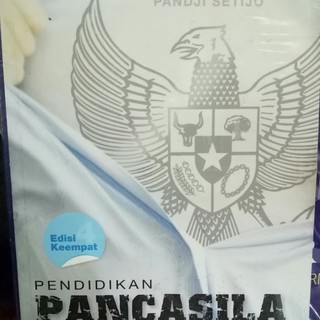 PANDJI SETIJO
Edisi
Keempat
PENDIDIKAN
PANCASILA